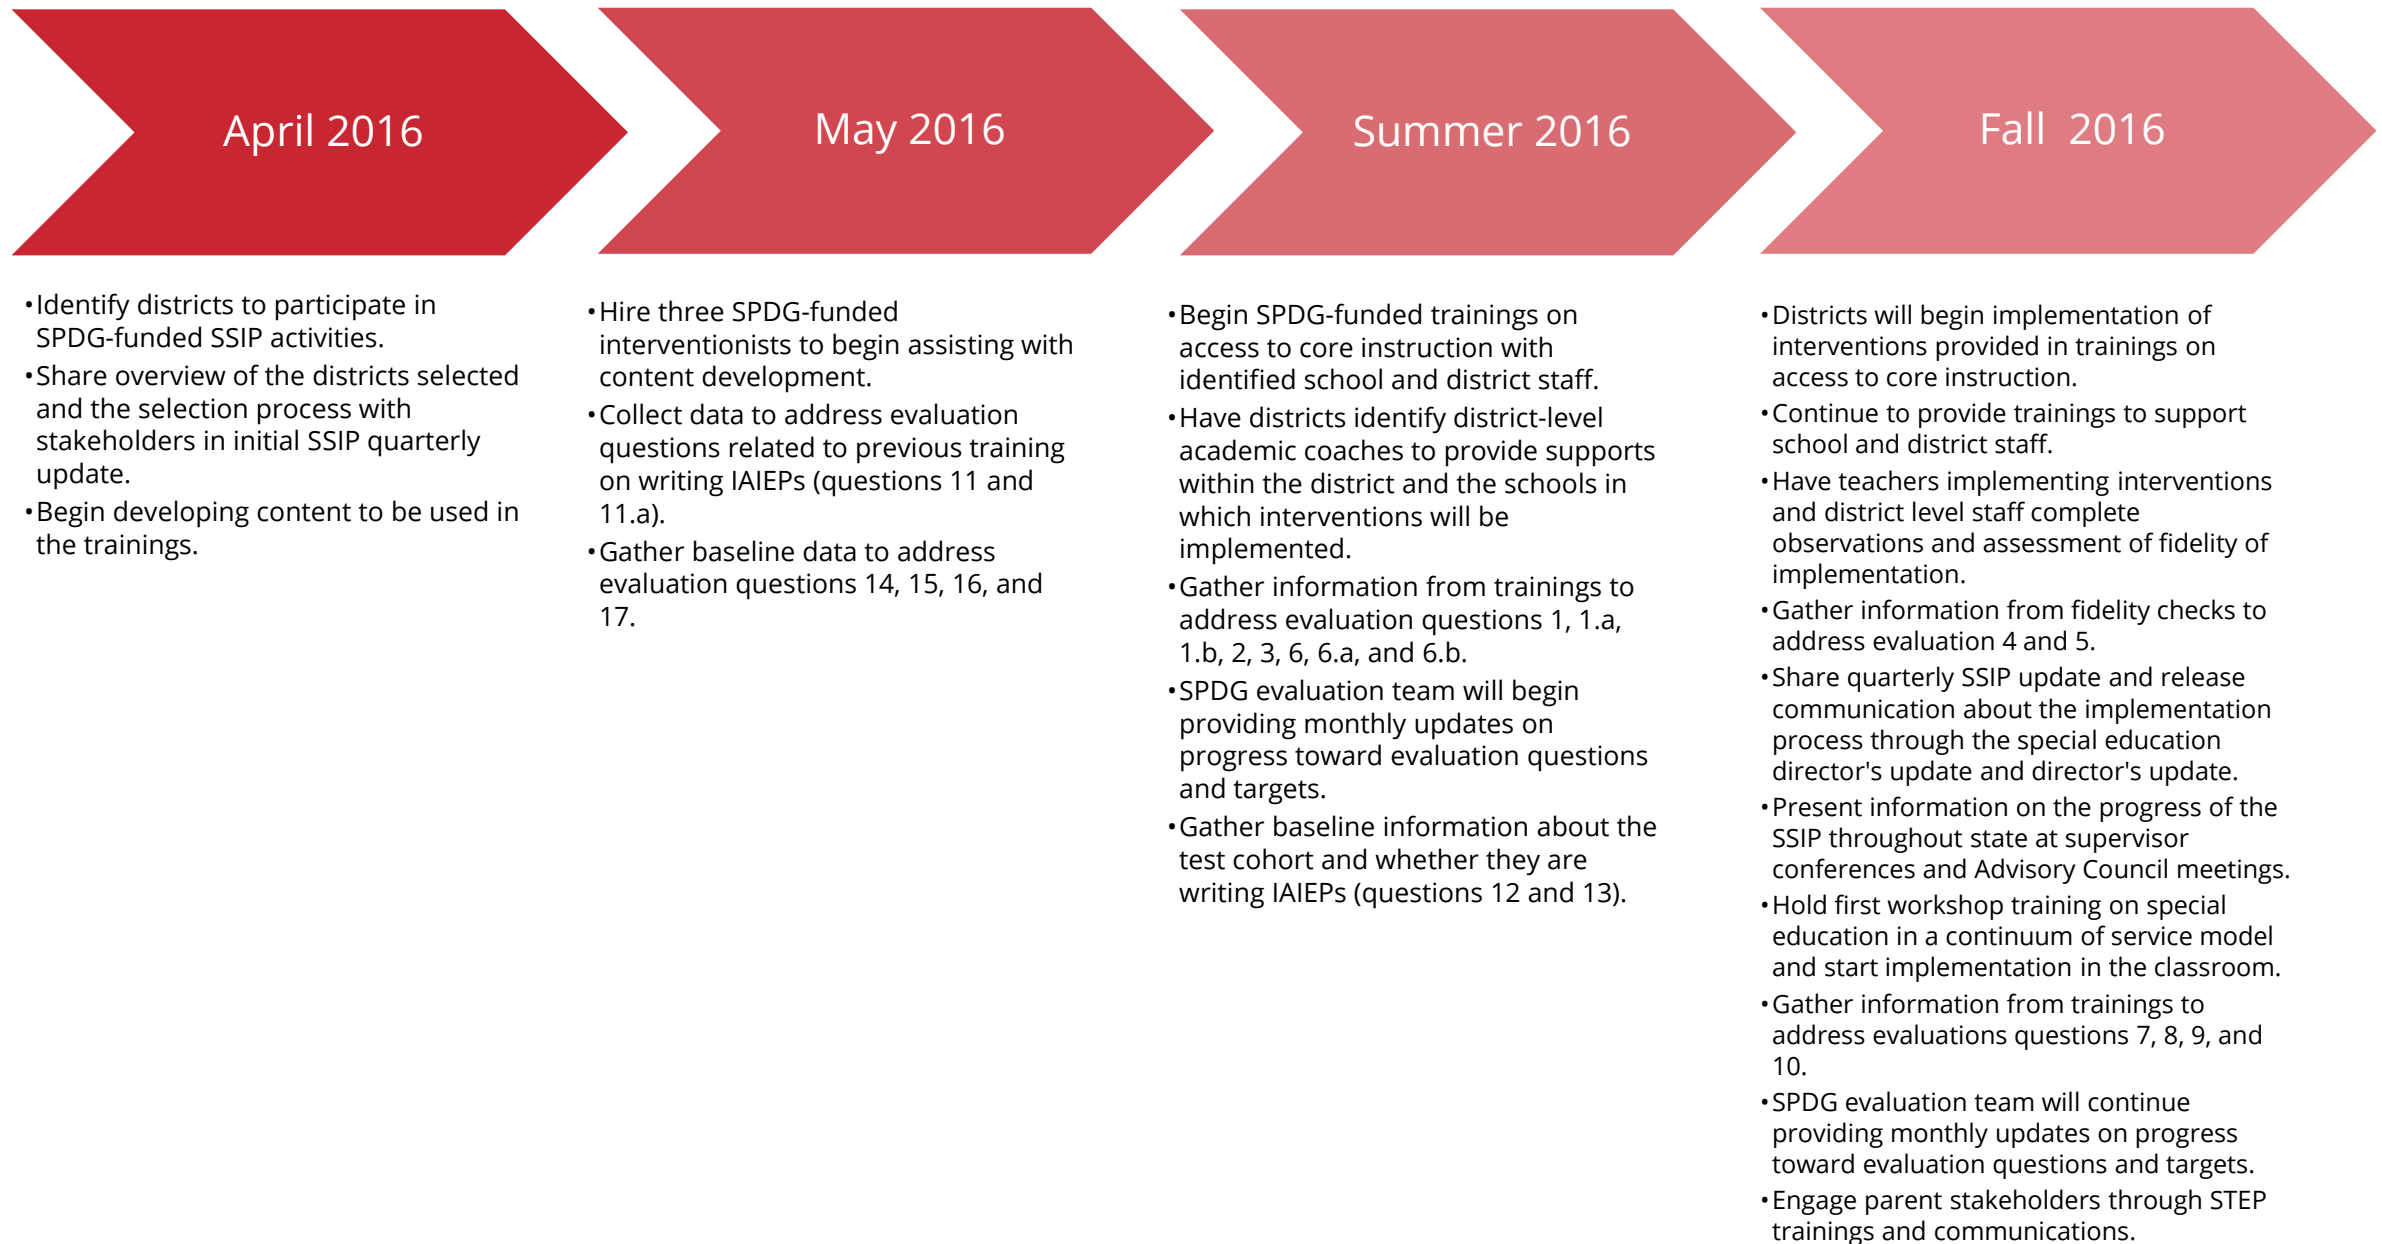 April 2016
•Identify districts to participate in
SPDG-funded SSIP activities.
•Share overview of the districts selected
and the selection process with
stakeholders in initial SSIP quarterly
update.
•Begin developing content to be used in
the trainings.
May 2016
•Hire three SPDG-funded
interventionists to begin assisting with
content development.
•Collect data to address evaluation
questions related to previous training
on writing IAIEPs (questions 11 and
11.a).
•Gather baseline data to address
evaluation questions 14, 15, 16, and
17.
Summer 2016
•Begin SPDG-funded trainings on
access to core instruction with
identified school and district staff.
•Have districts identify district-level
academic coaches to provide supports
within the district and the schools in
which interventions will be
implemented.
•Gather information from trainings to
address evaluation questions 1, 1.a,
1.b, 2, 3, 6, 6.a, and 6.b.
•SPDG evaluation team will begin
providing monthly updates on
progress toward evaluation questions
and targets.
•Gather baseline information about the
test cohort and whether they are
writing IAIEPs (questions 12 and 13).
Fall 2016
•Districts will begin implementation of
interventions provided in trainings on
access to core instruction.
•Continue to provide trainings to support
school and district staff.
•Have teachers implementing interventions
and district level staff complete
observations and assessment of fidelity of
implementation.
•Gather information from fidelity checks to
address evaluation 4 and 5.
•Share quarterly SSIP update and release
communication about the implementation
process through the special education
director's update and director's update.
•Present information on the progress of the
SSIP throughout state at supervisor
conferences and Advisory Council meetings.
•Hold first workshop training on special
education in a continuum of service model
and start implementation in the classroom.
•Gather information from trainings to
address evaluations questions 7, 8, 9, and
10.
•SPDG evaluation team will continue
providing monthly updates on progress
toward evaluation questions and targets.
•Engage parent stakeholders through STEP
trainings and communications.